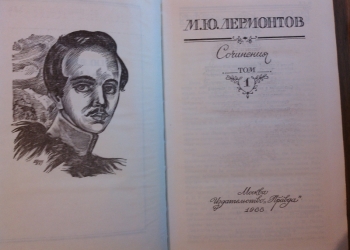 М.Ю.ЛЕРМОНТОВ
Сочинения
ТОМ
1
Москва
Издательство „Правда“